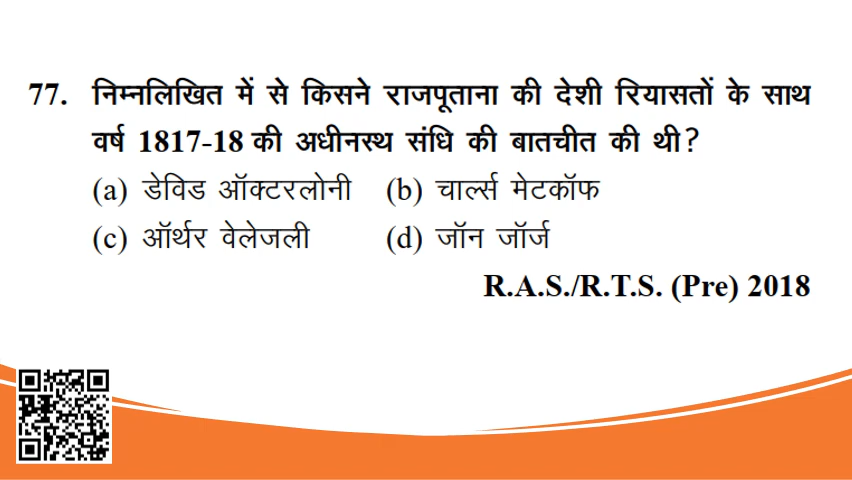 77. निम्नलिखित में से किसने राजपूताना की देशी रियासतों के साथ
वर्ष 1817-18 की अधीनस्थ संधि की बातचीत की थी?
(a) डेविड ऑक्टरलोनी (b) चार्ल्स मेटकॉफ
(c) ऑर्थर वेलेजली (d) जॉन जॉर्ज
R.A.S./R.T.S. (Pre) 2018